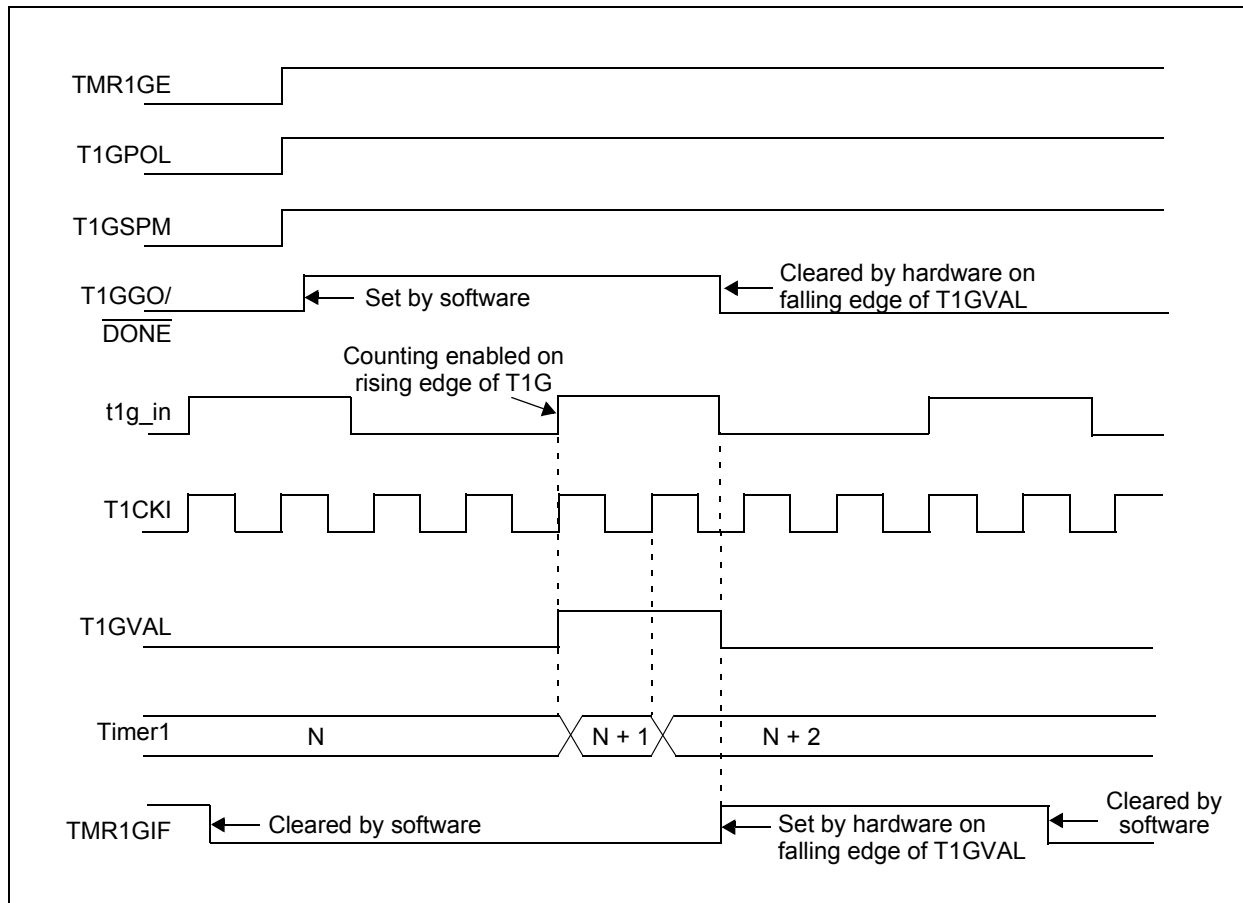 TMR1GE
T1GPOL
T1GSPM
T1GGO/
DONE
Set by software
Cleared by hardware on
falling edge of T1GVAL
Counting enabled on
rising edge of T1G
t1g_in
T1CKI
T1GVAL
Timer1
N
N + 1
N + 2
TMR1GIF
Cleared by software
Set by hardware on
falling edge of T1GVAL
Cleared by
software